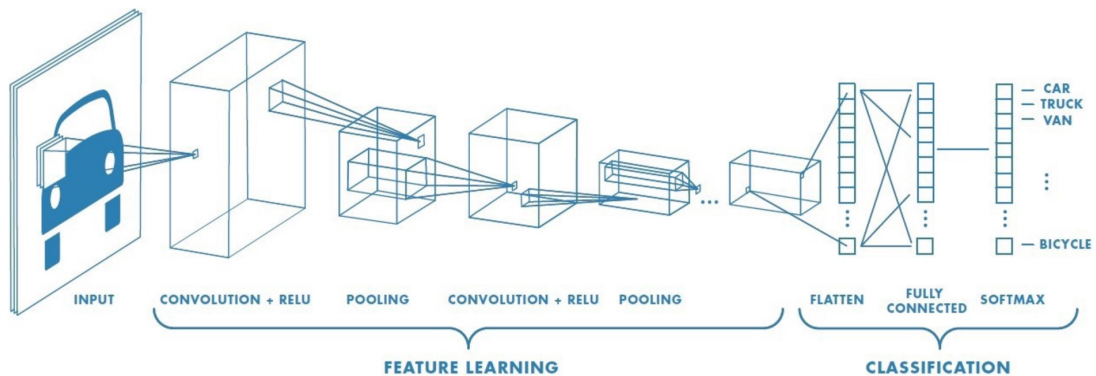 CAR
TRUCK
VAN
BICYCLE
INPUT
CONVOLUTION + RELU
POOLING
CONVOLUTION + RELU
POOLING
FLATTEN
FULLY
CONNECTED
SOFTMAX
FEATURE LEARNING
CLASSIFICATION